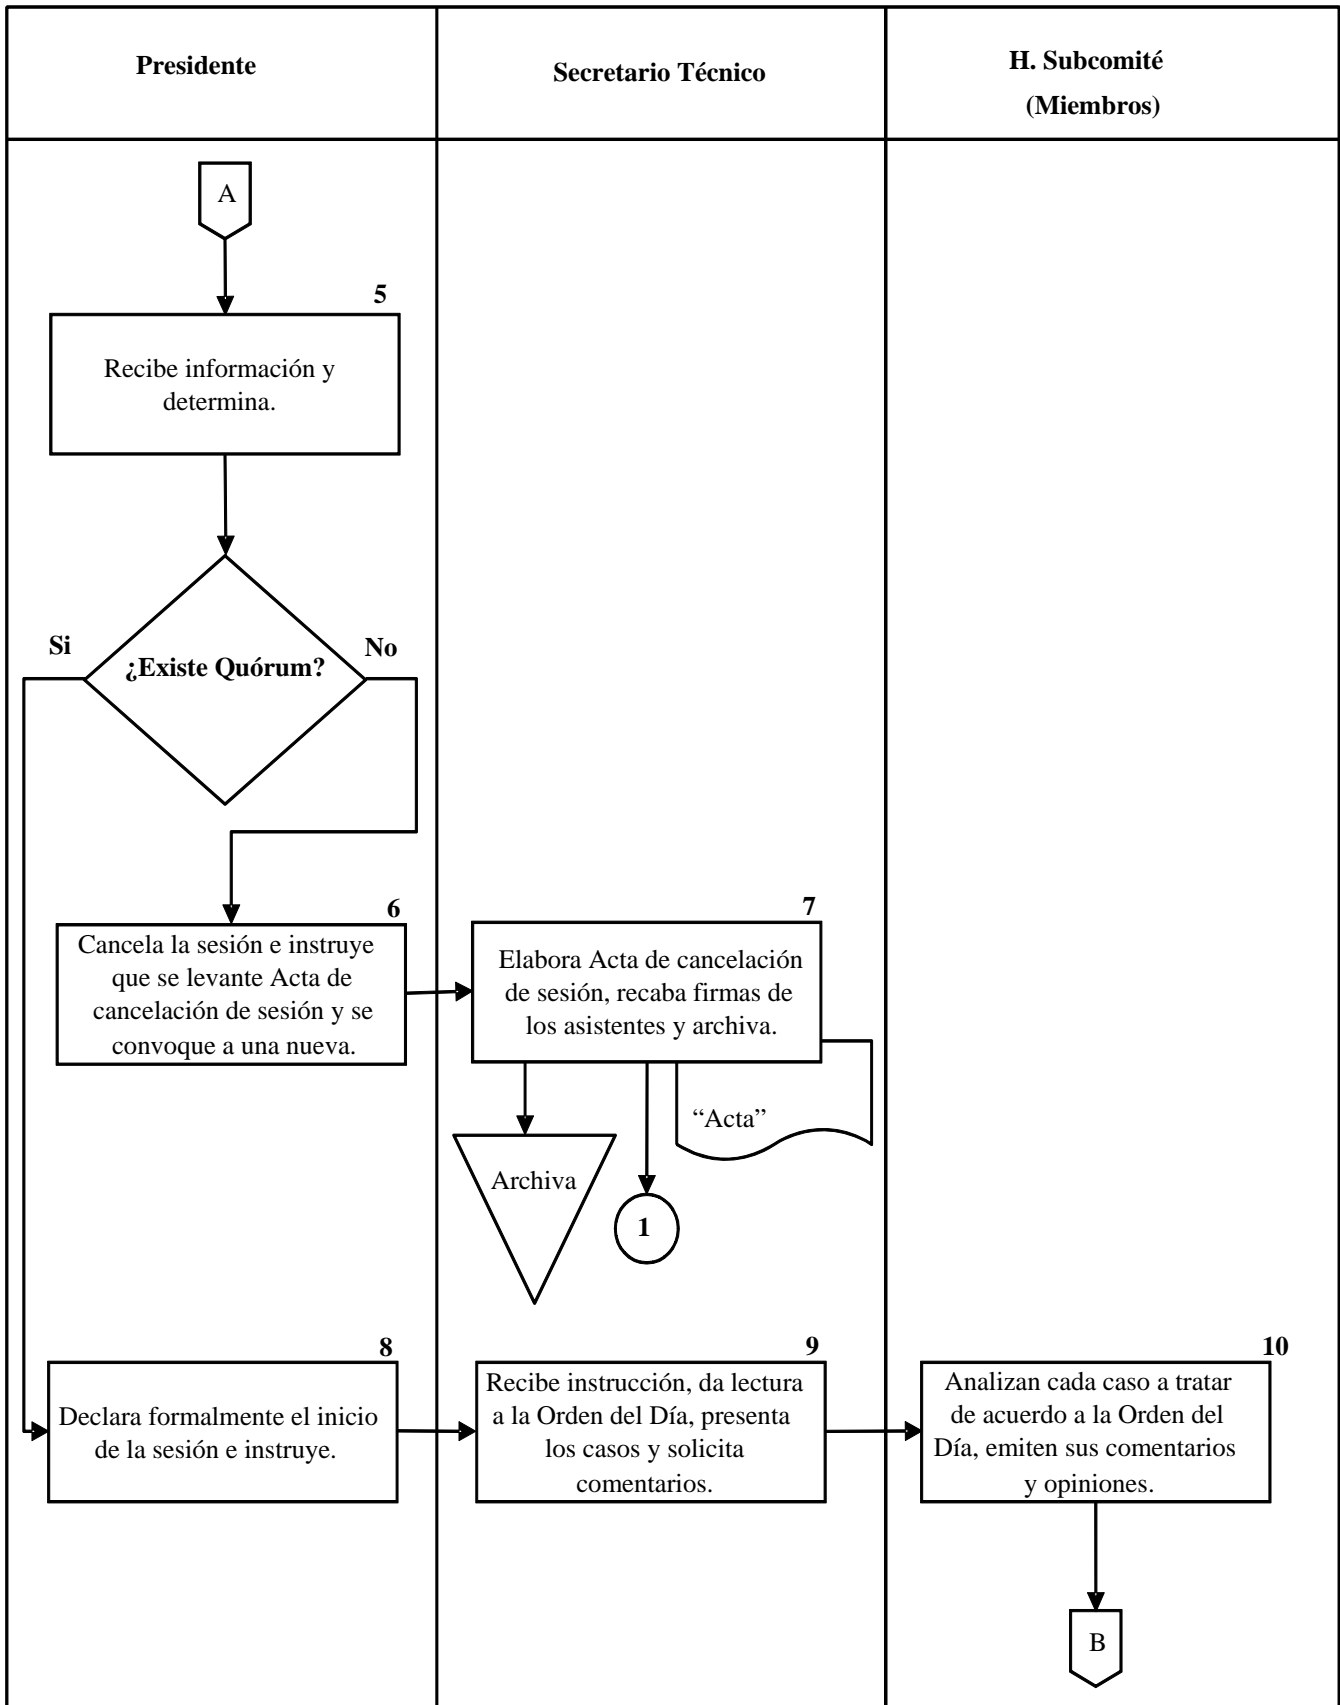 Presidente
Secretario Técnico
H. Subcomité
(Miembros)
A
5
Recibe información y
determina.
Si
No
¿Existe Quórum?
6
Cancela la sesión e instruye
que se levante Acta de
cancelación de sesión y se
convoque a una nueva.
7
Elabora Acta de cancelación
de sesión, recaba firmas de
los asistentes y archiva.
“Acta”
Archiva
1
8
Declara formalmente el inicio
de la sesión e instruye.
9
Recibe instrucción, da lectura
a la Orden del Día, presenta
los casos y solicita
comentarios.
10
Analizan cada caso a tratar
de acuerdo a la Orden del
Día, emiten sus comentarios
y opiniones.
B